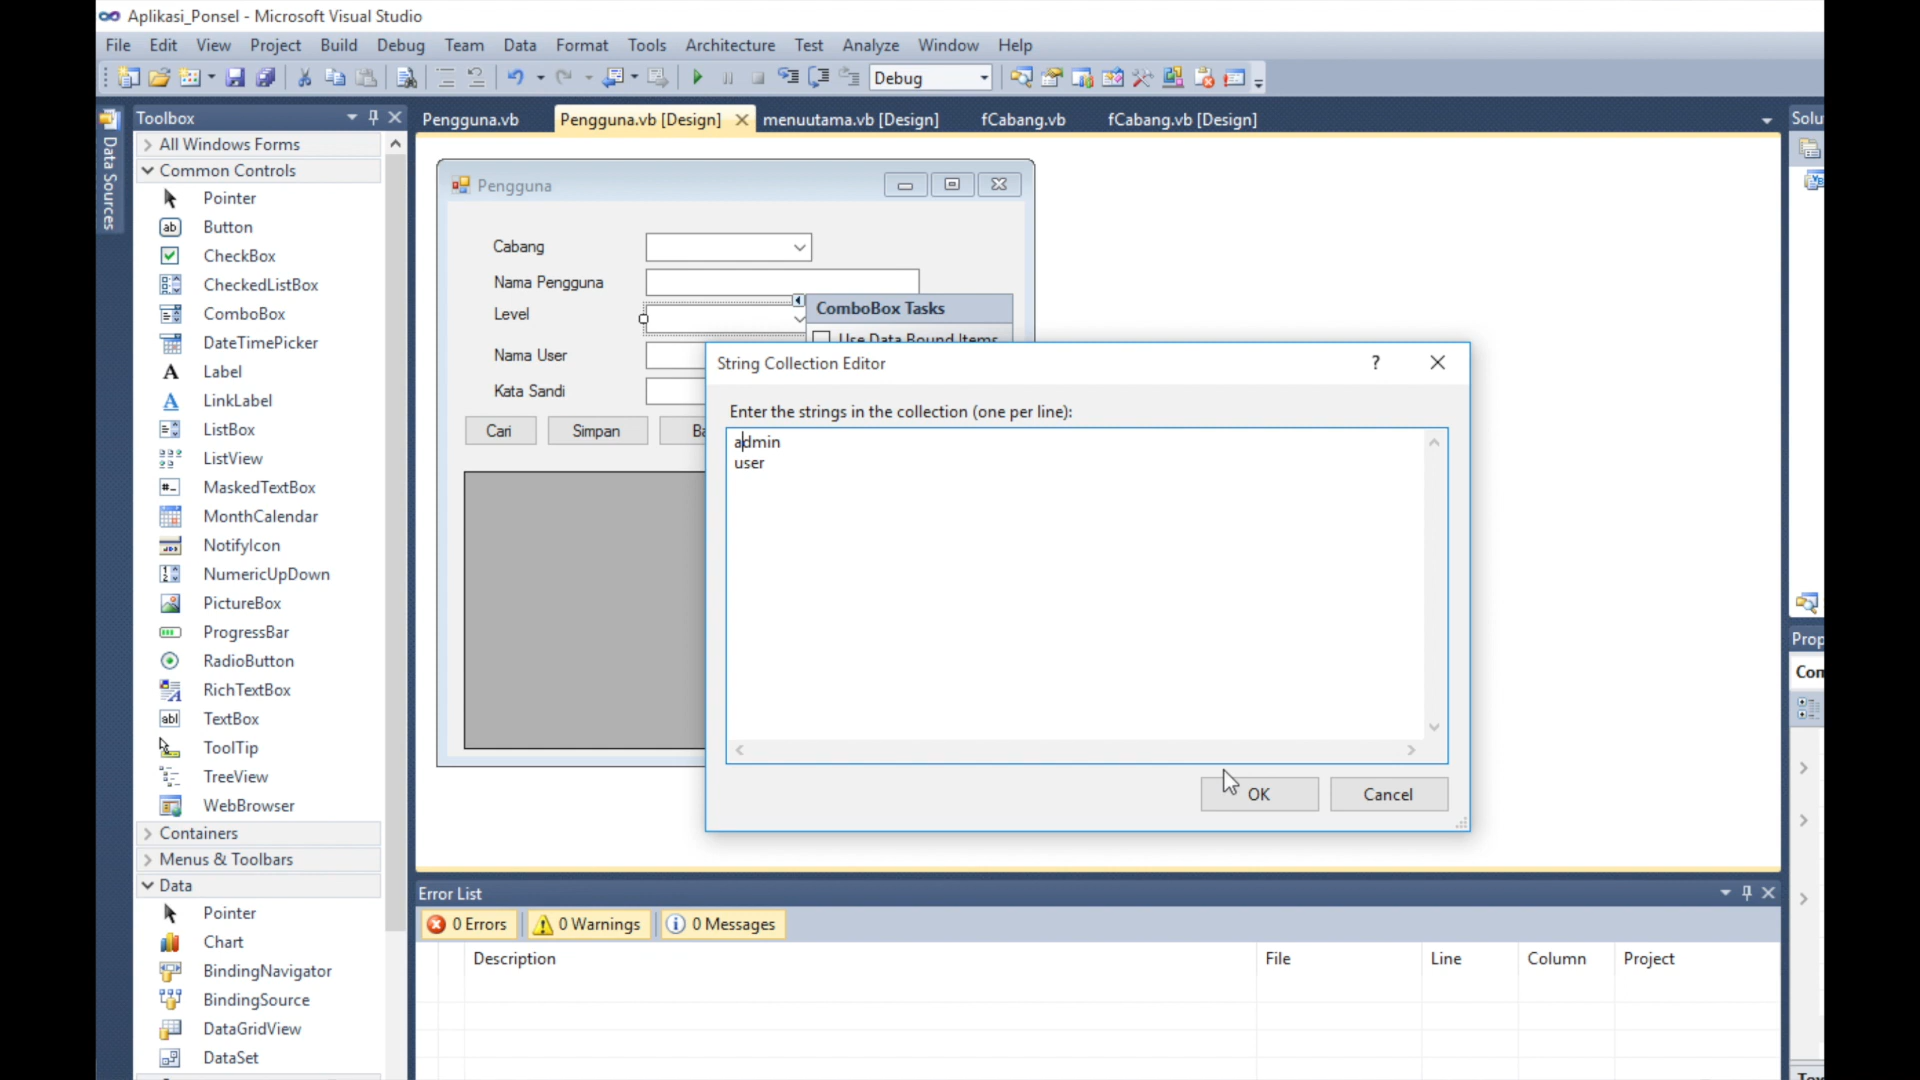 Aplikasi_Ponsel - Microsoft Visual Studio
File Edit View Project Build Debug Team Data Format Tools Architecture Test Analyze Window Help
Debug
Data Sources
Toolbox
All Windows Forms
Common Controls
Pointer
Button
CheckBox
CheckedListBox
ComboBox
DateTimePicker
Label
LinkLabel
ListBox
ListView
MaskedTextBox
MonthCalendar
NotifyIcon
NumericUpDown
PictureBox
ProgressBar
RadioButton
RichTextBox
TextBox
ToolTip
TreeView
WebBrowser
Containers
Menus & Toolbars
Data
Pointer
Chart
BindingNavigator
BindingSource
DataGridView
DataSet
Pengguna.vb Pengguna.vb [Design] menuutama.vb [Design] fCabang.vb fCabang.vb [Design]
Pengguna
Cabang
Nama Pengguna
Level
Nama User
Kata Sandi
Cari Simpan Ba
ComboBox Tasks
Use Data Bound Items
String Collection Editor
?
Enter the strings in the collection (one per line):
admin
user
OK Cancel
Error List
0 Errors 0 Warnings 0 Messages
Description File Line Column Project
Solu
Prop
Com